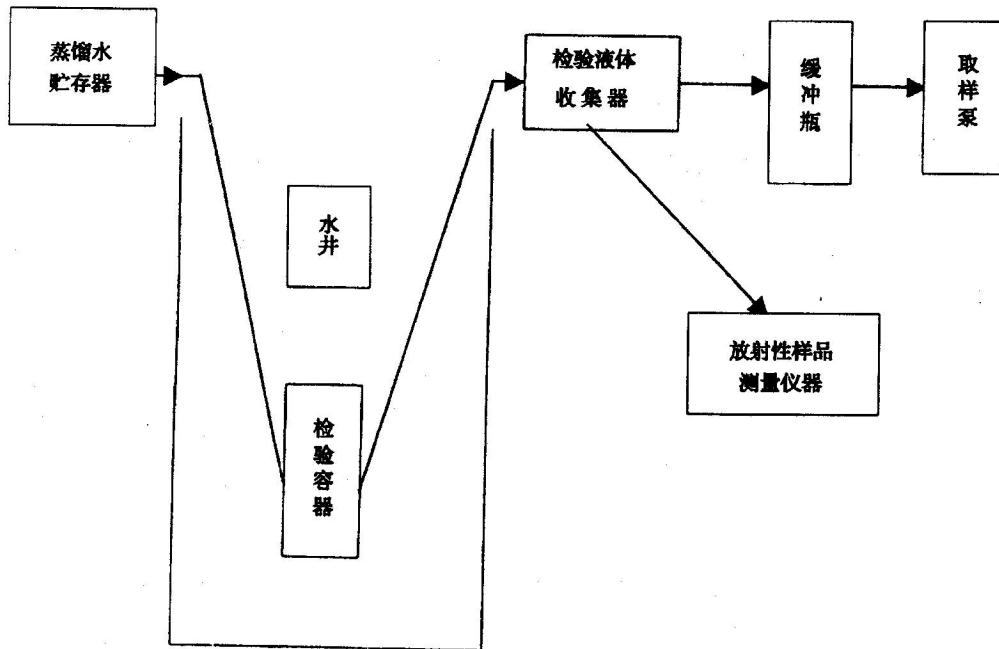 蒸馏水
贮存器
检验液体
收集器
缓冲瓶
取样泵
水井
放射性样品
测量仪器
检验容器